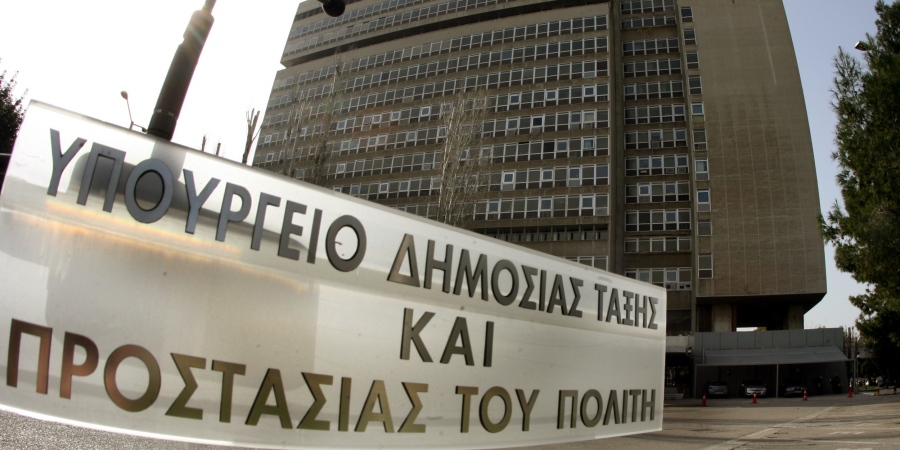 ΥΠΟΥΡΓΕΙΟ ΔΗΜΟΣΙΑΣ ΤΑΞΗΣ
ΚΑΙ
ΠΡΟΣΤΑΣΙΑΣ ΤΟΥ ΠΟΛΙΤΗ